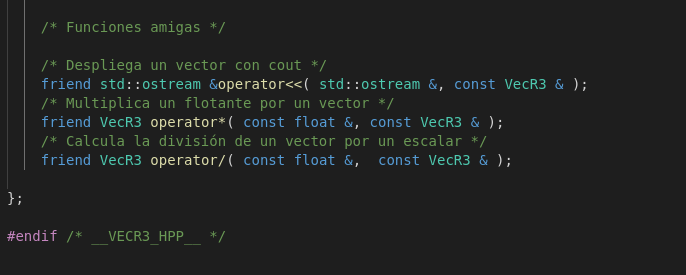 /* Funciones amigas */
/* Despliega un vector con cout */
friend std::ostream &operator<<( std::ostream &, const VecR3 & );
/* Multiplica un flotante por un vector */
friend VecR3 operator*( const float &, const VecR3 & );
/* Calcula la división de un vector por un escalar */
friend VecR3 operator/( const float &,  const VecR3 & );
};
#endif /* __VECR3_HPP__ */